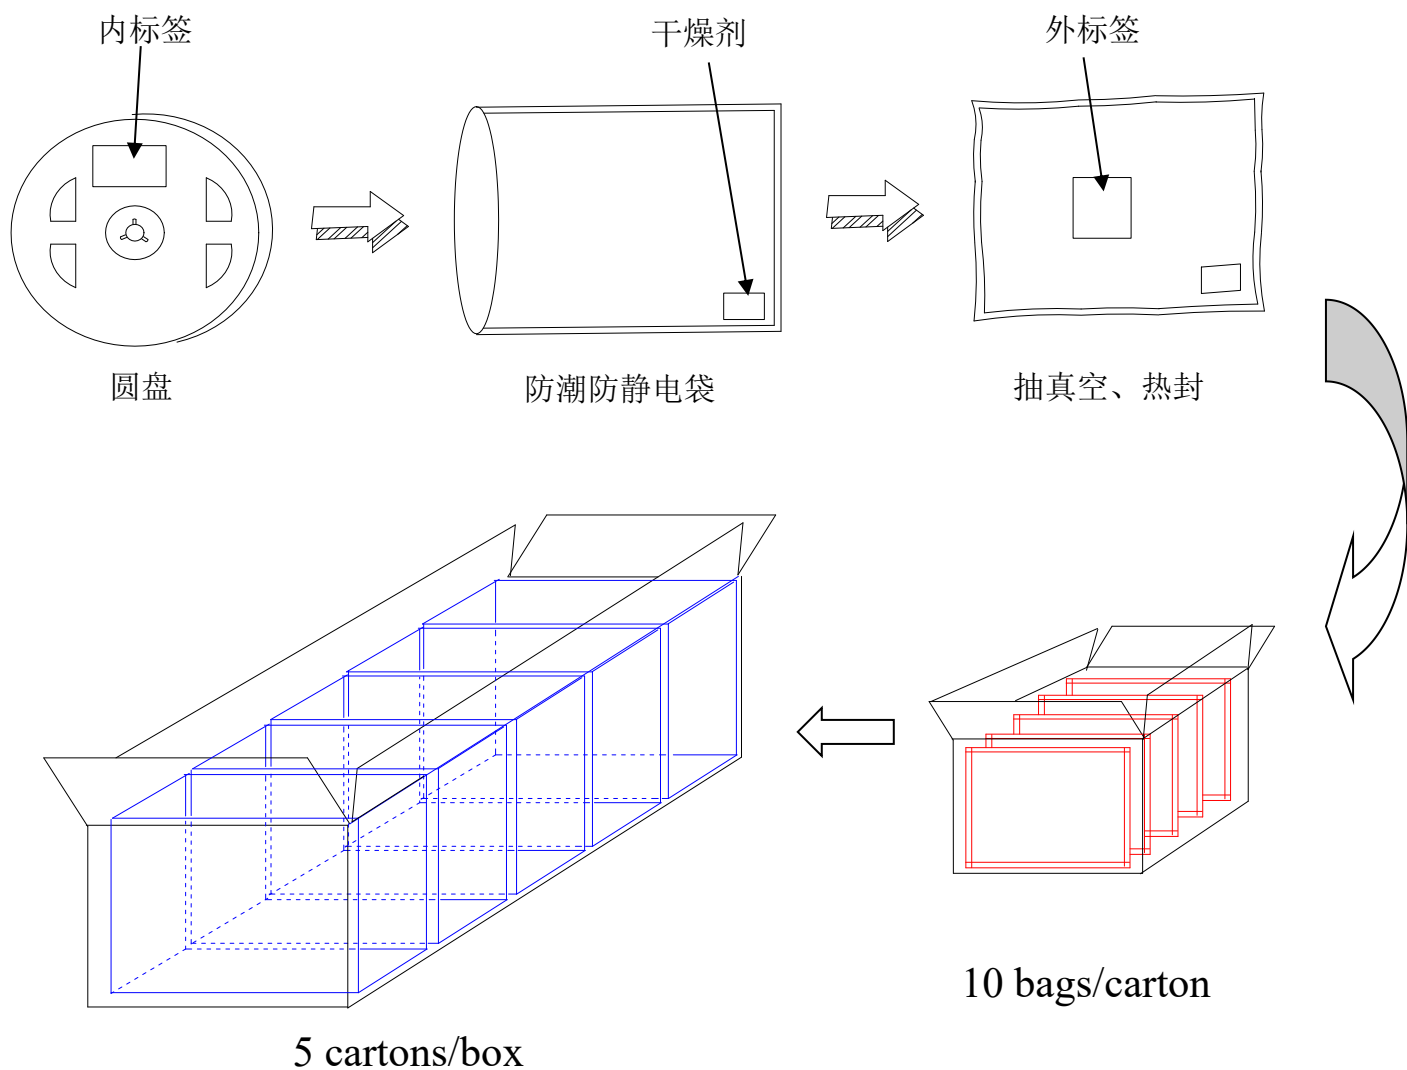 内标签
干燥剂
外标签
圆盘
防潮防静电袋
抽真空、热封
10 bags/carton
5 cartons/box